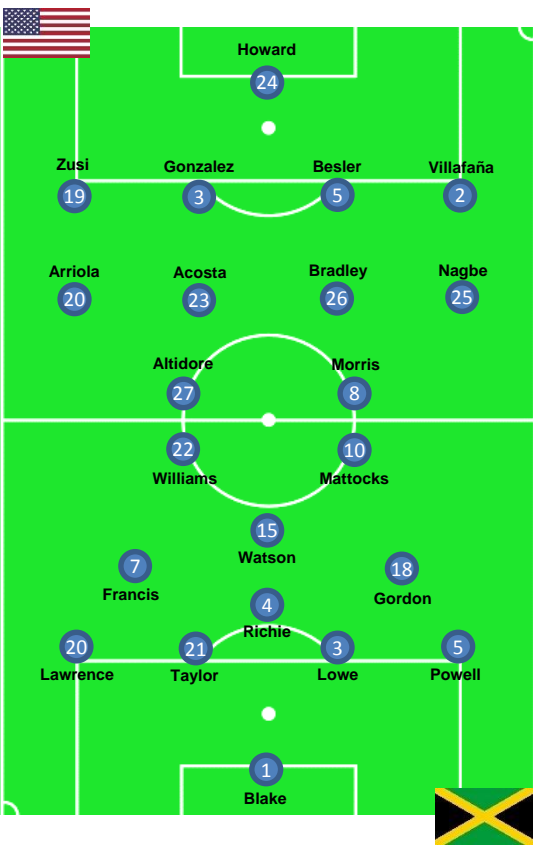 Howard
24
Zusi Gonzalez Besler Villafaña
19 3 5 2
Arriola Acosta Bradley Nagbe
20 23 26 25
Altidore Morris
27 8
22 10
Williams Mattocks
15
Watson
7 18
Francis Gordon
4
Richie
20 21 3 5
Lawrence Taylor Lowe Powell
1
Blake